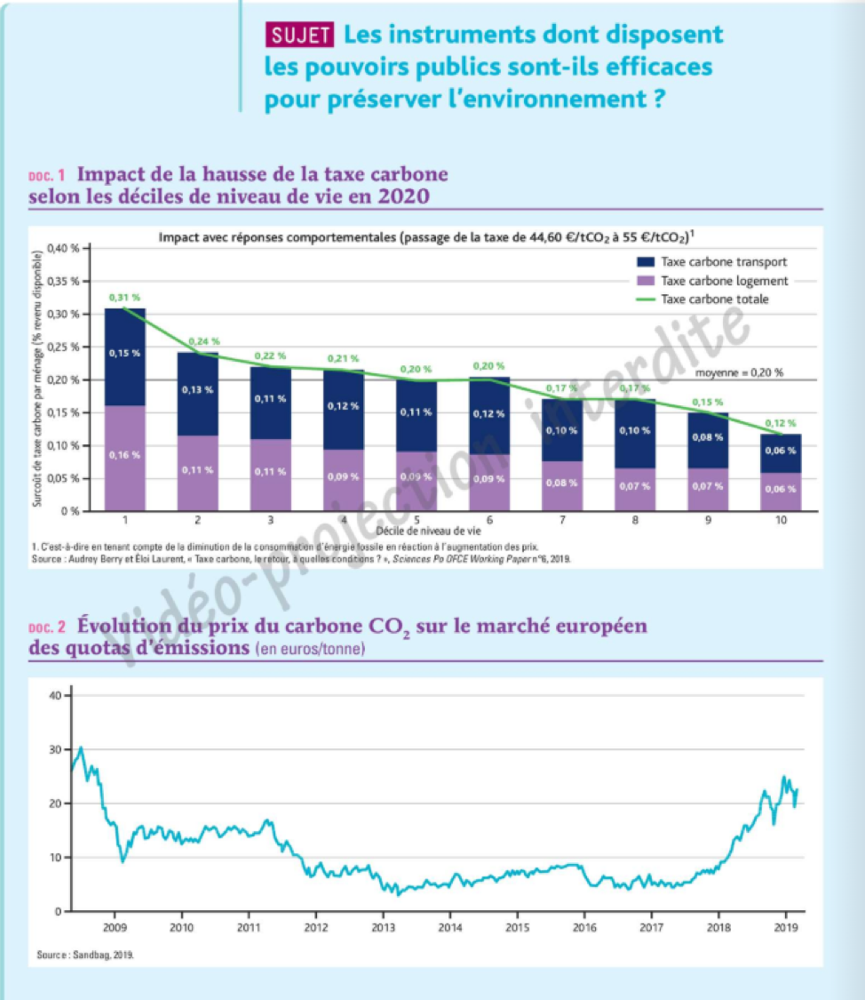 SUJET Les instruments dont disposent
les pouvoirs publics sont-ils efficaces
pour préserver l'environnement ?
DOC. 1 Impact de la hausse de la taxe carbone
selon les déciles de niveau de vie en 2020
Impact avec réponses comportementales (passage de la taxe de 44,60 €/tCO₂ à 55 €/tCO₂)¹
Surcoût de taxe carbone par ménage (% revenu disponible)
0,40 %
0,35 %
0,30 %
0,25 %
0,20 %
0,15 %
0,10 %
0,05 %
0 %
Taxe carbone transport
Taxe carbone logement
Taxe carbone totale
moyenne = 0,20 %
0,31 % 0,24 % 0,22 % 0,21 % 0,20 % 0,20 % 0,17 % 0,17 % 0,15 % 0,12 %
0,15 % 0,13 % 0,11 % 0,12 % 0,11 % 0,12 % 0,10 % 0,10 % 0,08 % 0,06 %
0,16 % 0,11 % 0,11 % 0,09 % 0,09 % 0,09 % 0,08 % 0,07 % 0,07 % 0,06 %
1 2 3 4 5 6 7 8 9 10
Décile de niveau de vie
1. C'est-à-dire en tenant compte de la diminution de la consommation d'énergie fossile en réaction à l'augmentation des prix.
Source : Audrey Berry et Éloi Laurent, « Taxe carbone, le retour, à quelles conditions ? », Sciences Po OFCE Working Paper n°6, 2019.
Vidéo-projection interdite
DOC. 2 Évolution du prix du carbone CO₂ sur le marché européen
des quotas d'émissions (en euros/tonne)
40
30
20
10
0
2009 2010 2011 2012 2013 2014 2015 2016 2017 2018 2019
Source : Sandbag, 2019.